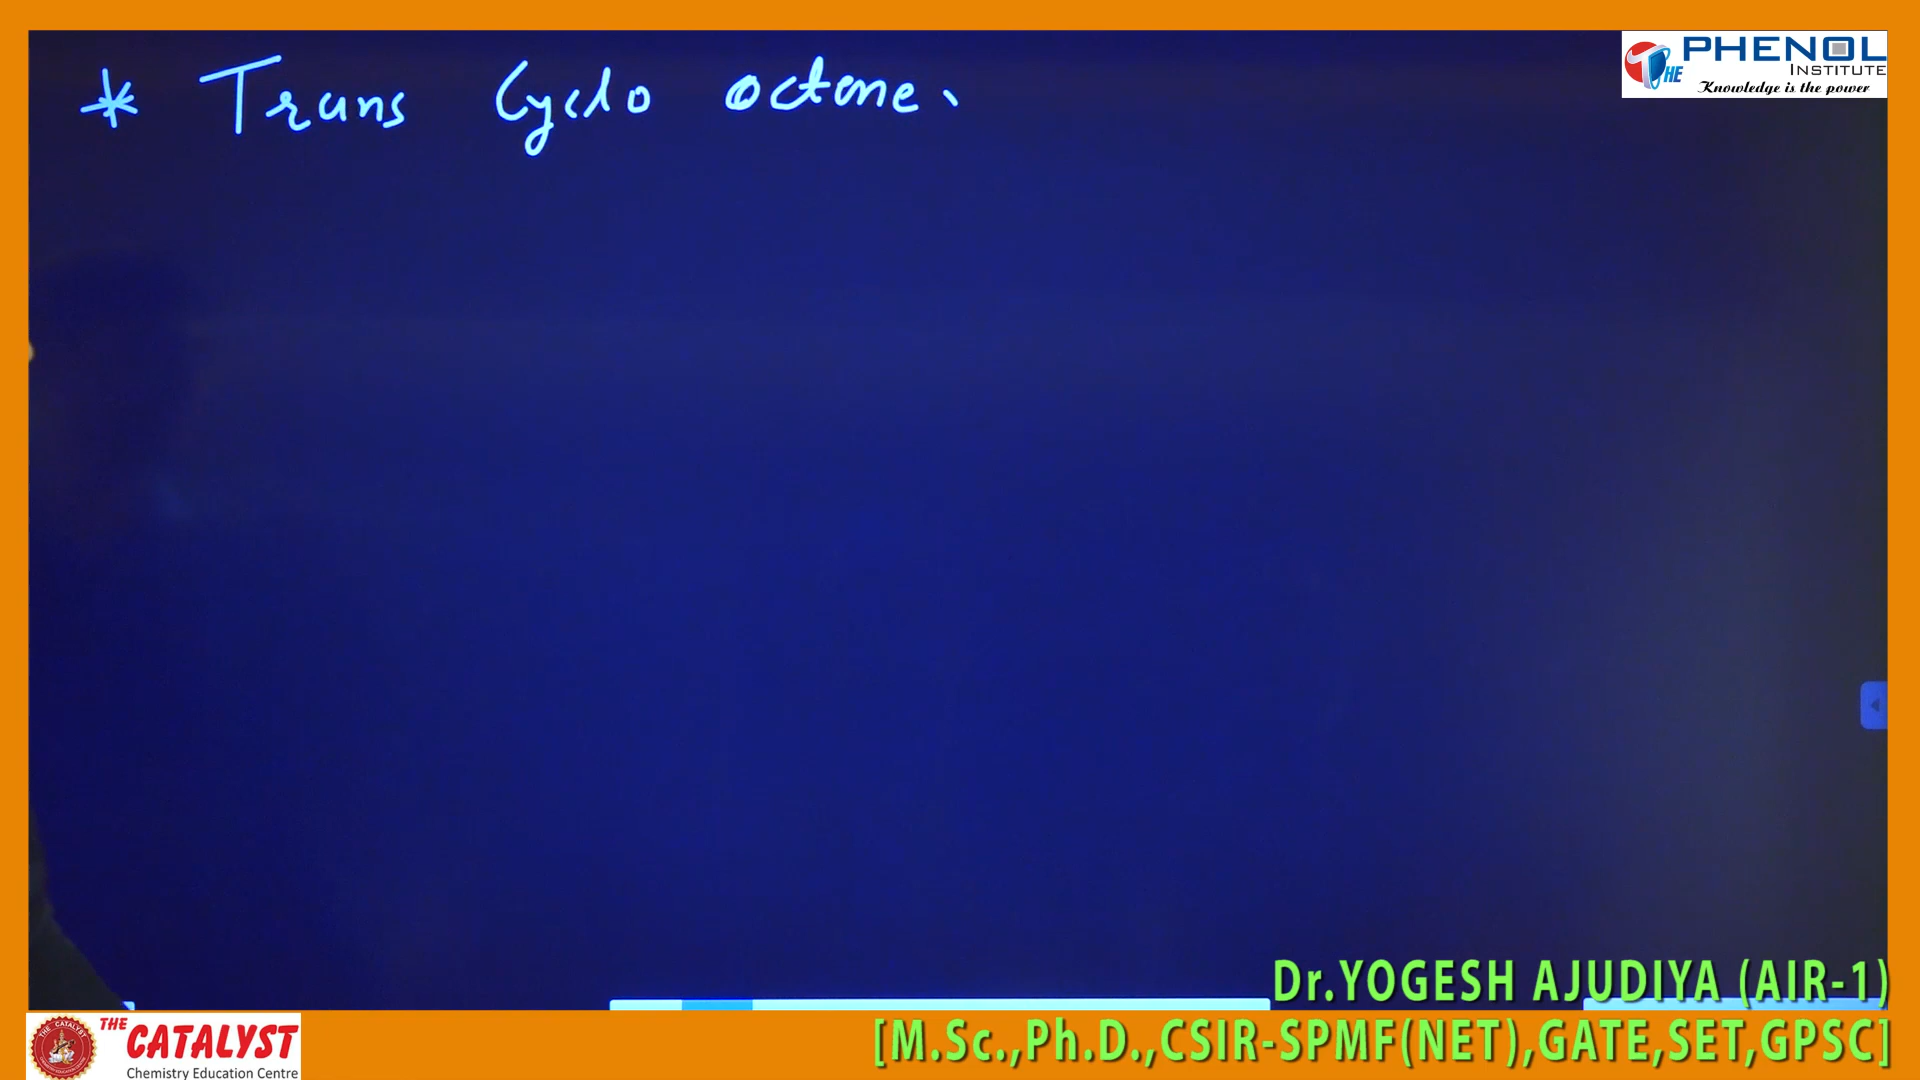 * Trans Cyclo octene.
THE PHENOL
INSTITUTE
Knowledge is the power
Dr.YOGESH AJUDIYA (AIR-1)
[M.Sc.,Ph.D.,CSIR-SPMF(NET),GATE,SET,GPSC]
THE CATALYST
Chemistry Education Centre